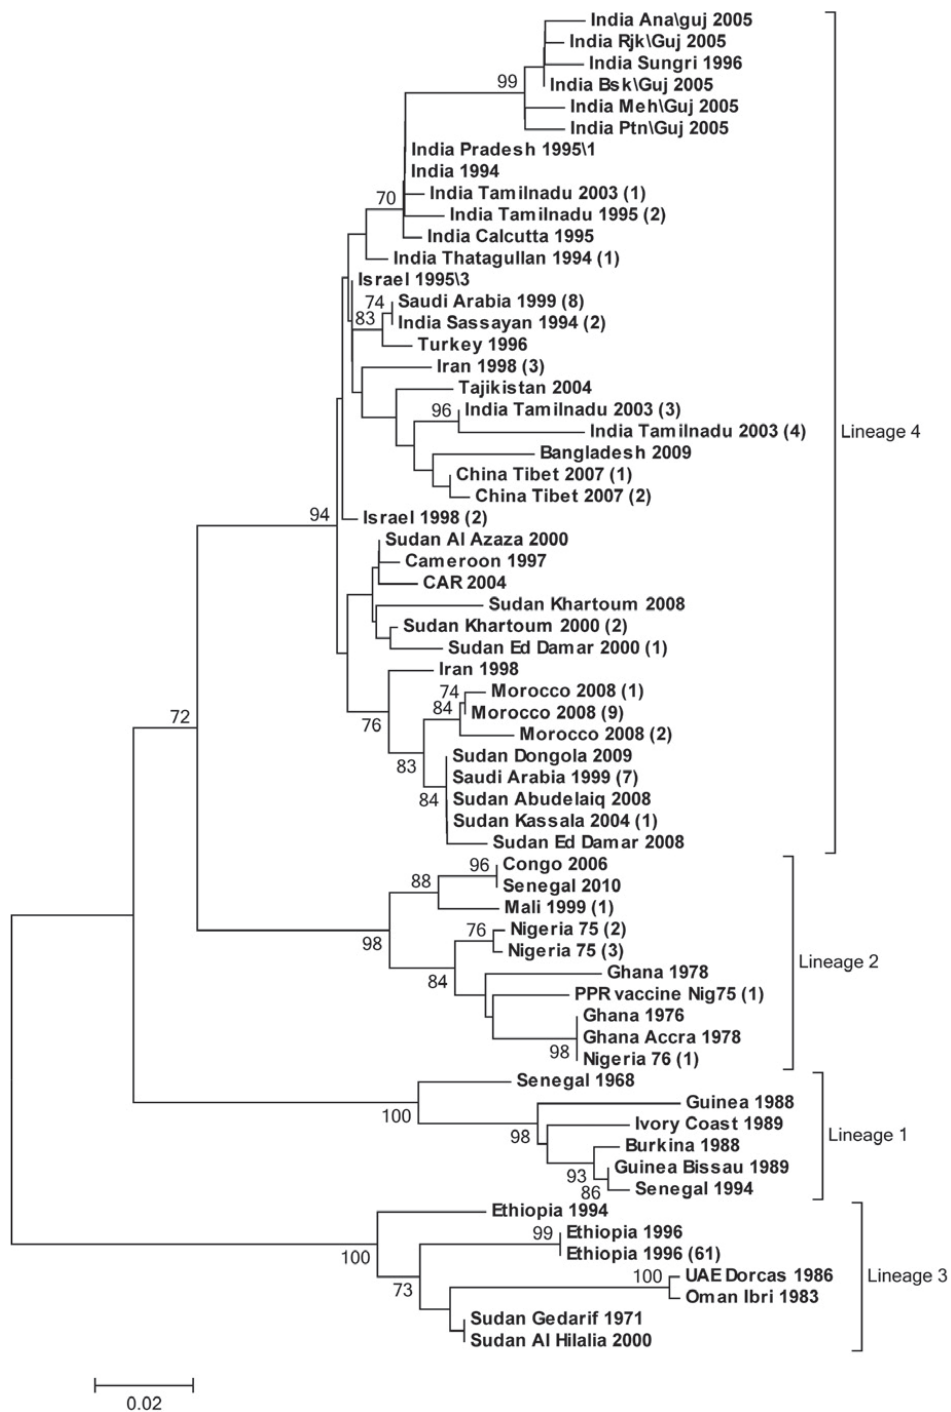 India Ana\guj 2005
India Rjk\Guj 2005
India Sungri 1996
99
India Bsk\Guj 2005
India Meh\Guj 2005
India Ptn\Guj 2005
India Pradesh 1995\1
India 1994
70
India Tamilnadu 2003 (1)
India Tamilnadu 1995 (2)
India Calcutta 1995
India Thatagullan 1994 (1)
Israel 1995\3
74
Saudi Arabia 1999 (8)
83
India Sassayan 1994 (2)
Turkey 1996
Iran 1998 (3)
Tajikistan 2004
96
India Tamilnadu 2003 (3)
India Tamilnadu 2003 (4)
Lineage 4
Bangladesh 2009
China Tibet 2007 (1)
China Tibet 2007 (2)
94
Israel 1998 (2)
Sudan Al Azaza 2000
Cameroon 1997
CAR 2004
Sudan Khartoum 2008
Sudan Khartoum 2000 (2)
Sudan Ed Damar 2000 (1)
Iran 1998
74
Morocco 2008 (1)
84
Morocco 2008 (9)
76
Morocco 2008 (2)
72
Sudan Dongola 2009
83
Saudi Arabia 1999 (7)
84
Sudan Abudelaiq 2008
Sudan Kassala 2004 (1)
Sudan Ed Damar 2008
96
Congo 2006
88
Senegal 2010
Mali 1999 (1)
76
Nigeria 75 (2)
98
Nigeria 75 (3)
Lineage 2
84
Ghana 1978
PPR vaccine Nig75 (1)
Ghana 1976
Ghana Accra 1978
98
Nigeria 76 (1)
Senegal 1968
100
Guinea 1988
98
Ivory Coast 1989
Lineage 1
Burkina 1988
93
Guinea Bissau 1989
86
Senegal 1994
Ethiopia 1994
99
Ethiopia 1996
100
Ethiopia 1996 (61)
73
100
UAE Dorcas 1986
Lineage 3
Oman Ibri 1983
Sudan Gedarif 1971
Sudan Al Hilalia 2000
0.02